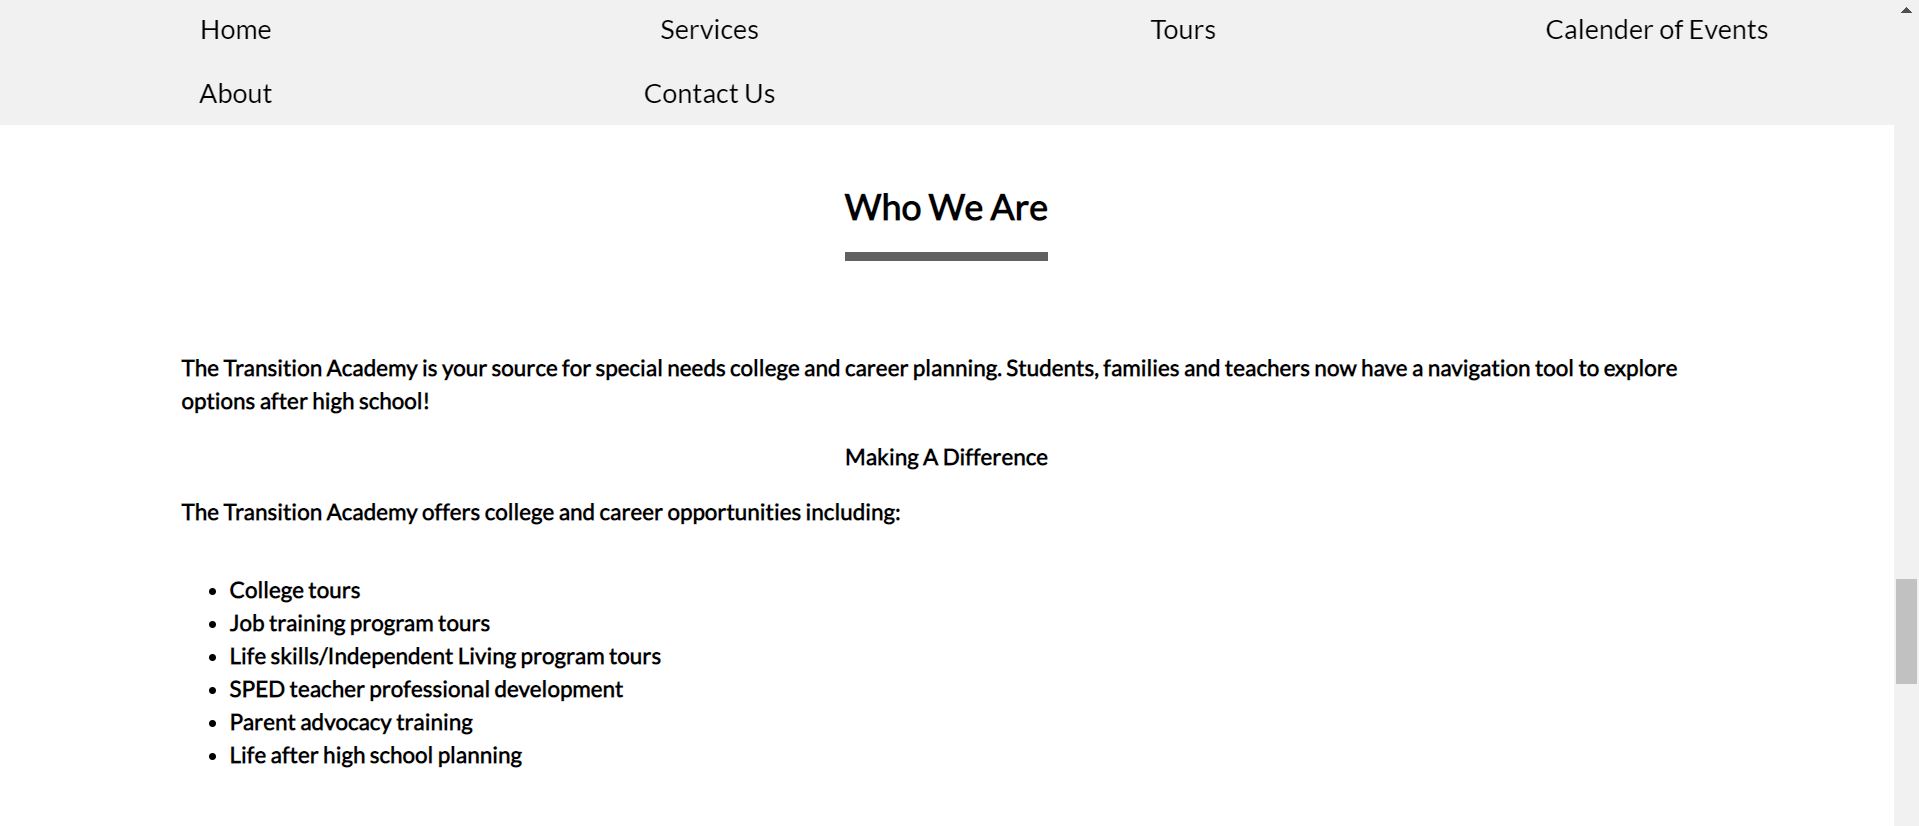 Home
Services
Tours
Calender of Events
About
Contact Us
Who We Are
The Transition Academy is your source for special needs college and career planning. Students, families and teachers now have a navigation tool to explore
options after high school!
Making A Difference
The Transition Academy offers college and career opportunities including:
• College tours
• Job training program tours
• Life skills/Independent Living program tours
• SPED teacher professional development
• Parent advocacy training
• Life after high school planning